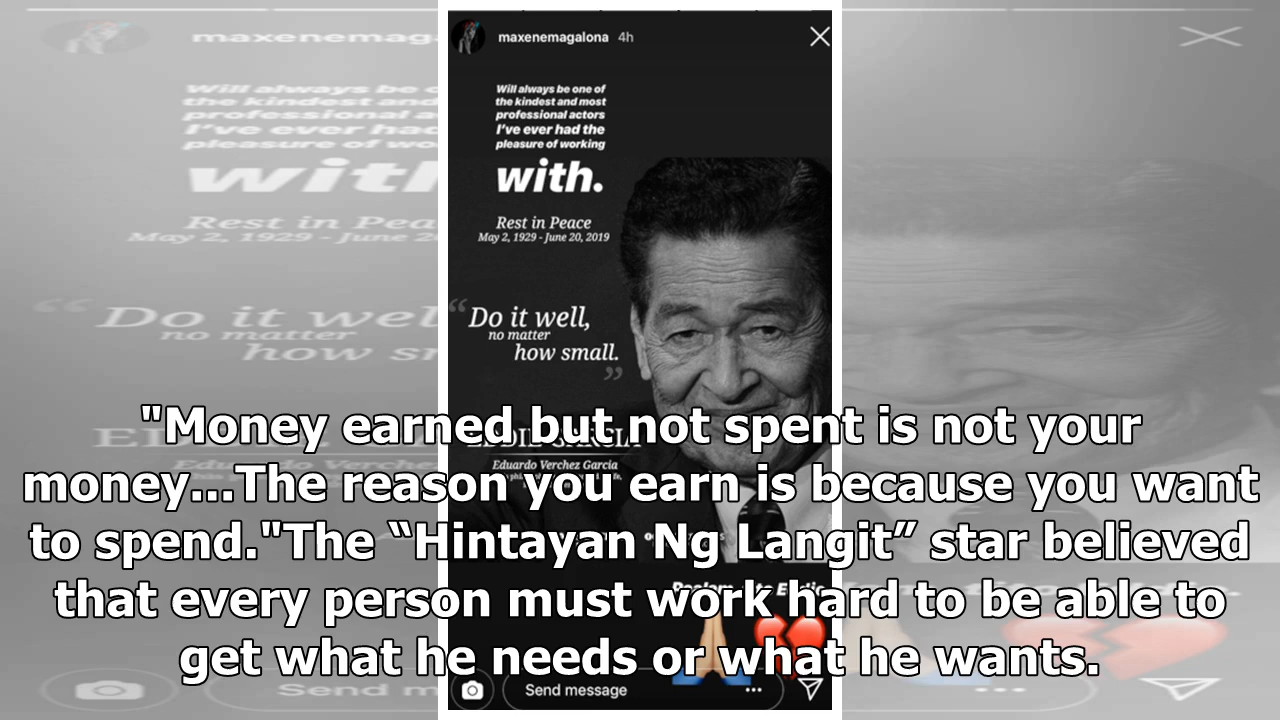 maxenemagalona 4h
Will always be one of
the kindest and most
professional actors
I've ever had the
pleasure of working
with.
Rest in Peace
May 2, 1929 - June 20, 2019
“
Do it well,
no matter
how small.
”
Eduardo Verchez Garcia
"Money earned but not spent is not your
money...The reason you earn is because you want
to spend."The “Hintayan Ng Langit” star believed
that every person must work hard to be able to
get what he needs or what he wants.
Send message